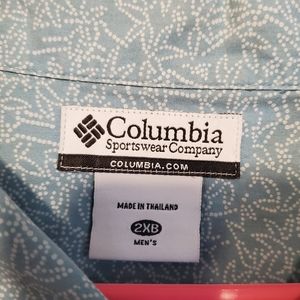 Columbia
Sportswear Company
COLUMBIA.COM
MADE IN THAILAND
2XB
MEN'S